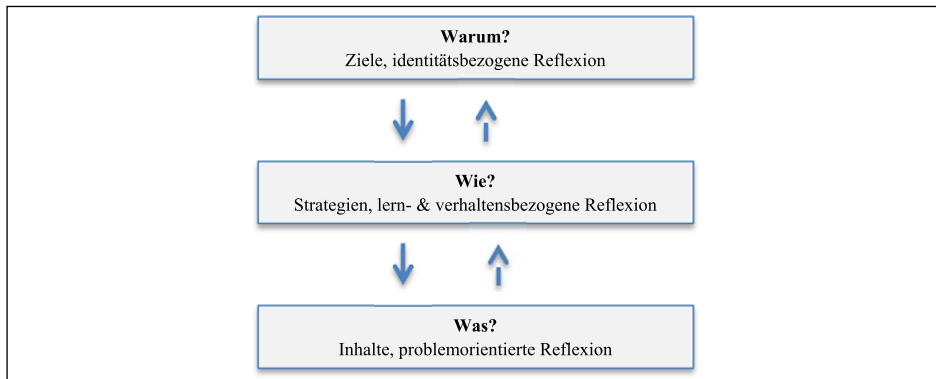 Warum?
Ziele, identitätsbezogene Reflexion
Wie?
Strategien, lern- & verhaltensbezogene Reflexion
Was?
Inhalte, problemorientierte Reflexion